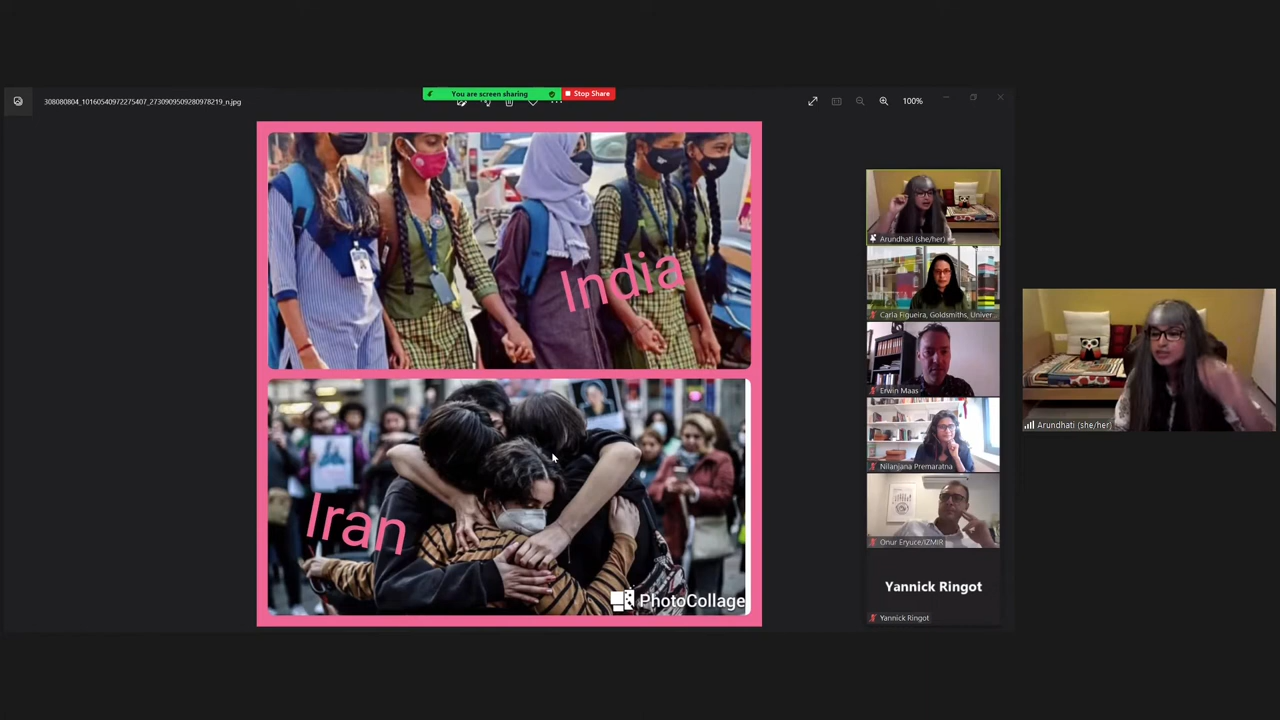 You are screen sharing
Stop Share
308080804_10160540972275407_2730909509280978219_n.jpg
100%
India
Iran
PhotoCollage
Arundhati (she/her)
Carla Figueira, Goldsmiths, Univer...
Erwin Maas
Nilanjana Premaratna
Onur Eryuce/IZMIR
Yannick Ringot
Yannick Ringot
Arundhati (she/her)